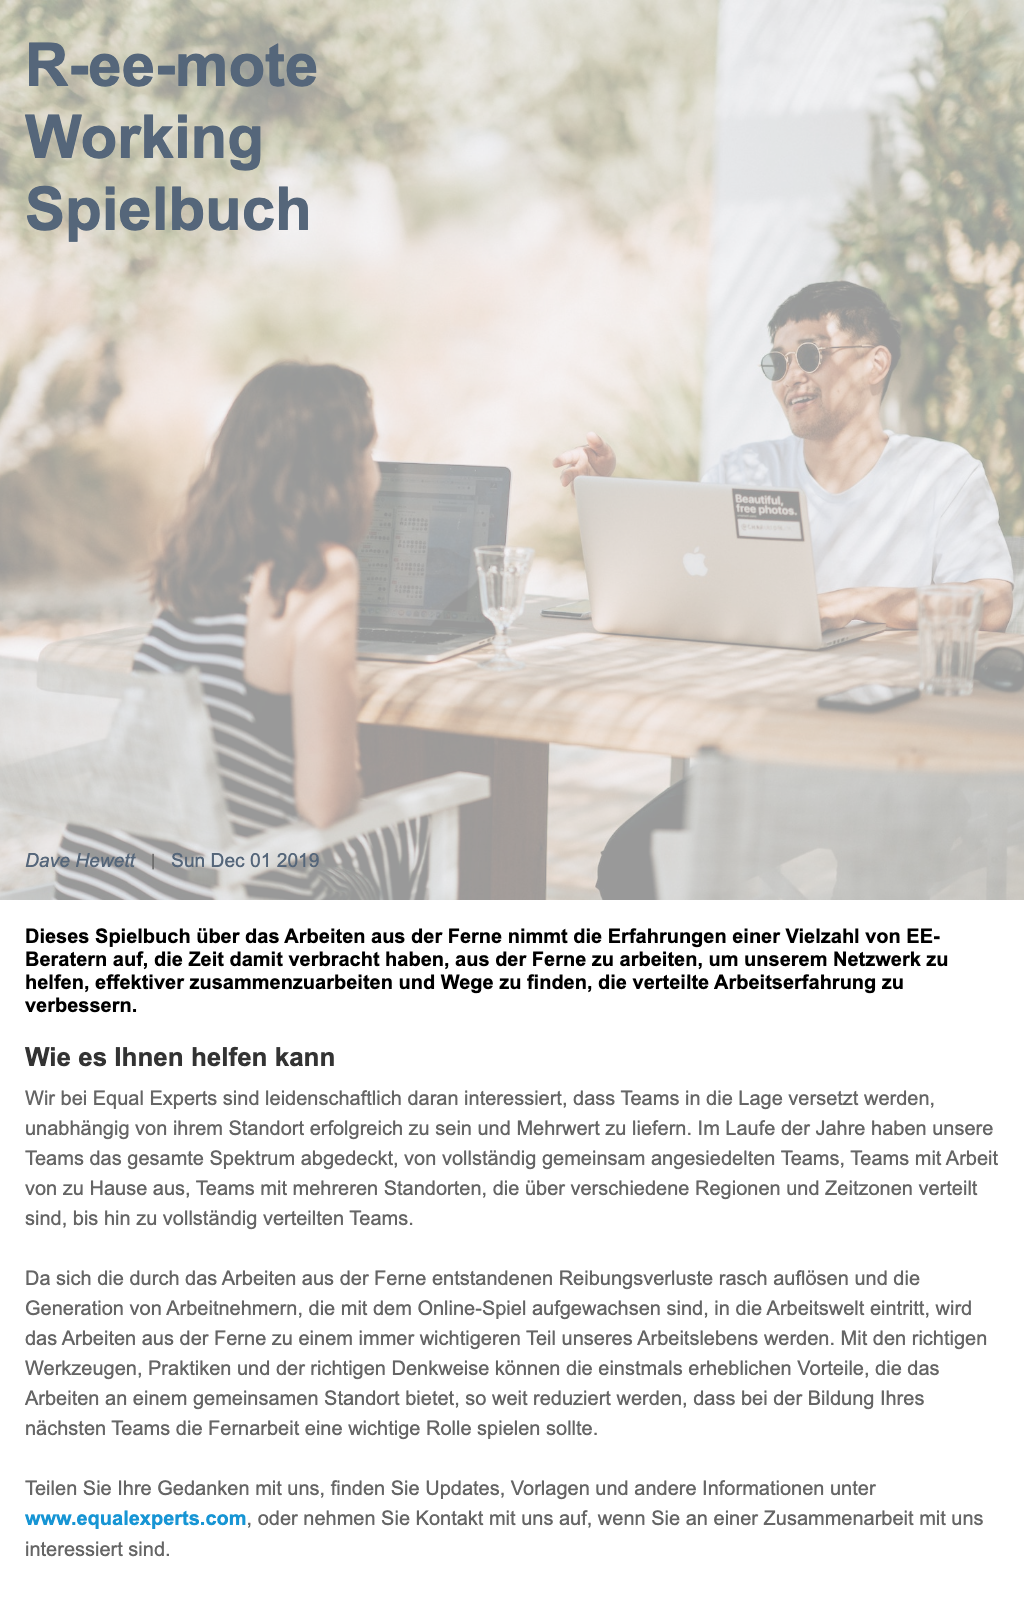 R-ee-mote
Working
Spielbuch
Beautiful,
free photos.
Dave Hewett | Sun Dec 01 2019
Dieses Spielbuch über das Arbeiten aus der Ferne nimmt die Erfahrungen einer Vielzahl von EE-
Beratern auf, die Zeit damit verbracht haben, aus der Ferne zu arbeiten, um unserem Netzwerk zu
helfen, effektiver zusammenzuarbeiten und Wege zu finden, die verteilte Arbeitserfahrung zu
verbessern.
Wie es Ihnen helfen kann
Wir bei Equal Experts sind leidenschaftlich daran interessiert, dass Teams in die Lage versetzt werden,
unabhängig von ihrem Standort erfolgreich zu sein und Mehrwert zu liefern. Im Laufe der Jahre haben unsere
Teams das gesamte Spektrum abgedeckt, von vollständig gemeinsam angesiedelten Teams, Teams mit Arbeit
von zu Hause aus, Teams mit mehreren Standorten, die über verschiedene Regionen und Zeitzonen verteilt
sind, bis hin zu vollständig verteilten Teams.
Da sich die durch das Arbeiten aus der Ferne entstandenen Reibungsverluste rasch auflösen und die
Generation von Arbeitnehmern, die mit dem Online-Spiel aufgewachsen sind, in die Arbeitswelt eintritt, wird
das Arbeiten aus der Ferne zu einem immer wichtigeren Teil unseres Arbeitslebens werden. Mit den richtigen
Werkzeugen, Praktiken und der richtigen Denkweise können die einstmals erheblichen Vorteile, die das
Arbeiten an einem gemeinsamen Standort bietet, so weit reduziert werden, dass bei der Bildung Ihres
nächsten Teams die Fernarbeit eine wichtige Rolle spielen sollte.
Teilen Sie Ihre Gedanken mit uns, finden Sie Updates, Vorlagen und andere Informationen unter
www.equalexperts.com, oder nehmen Sie Kontakt mit uns auf, wenn Sie an einer Zusammenarbeit mit uns
interessiert sind.